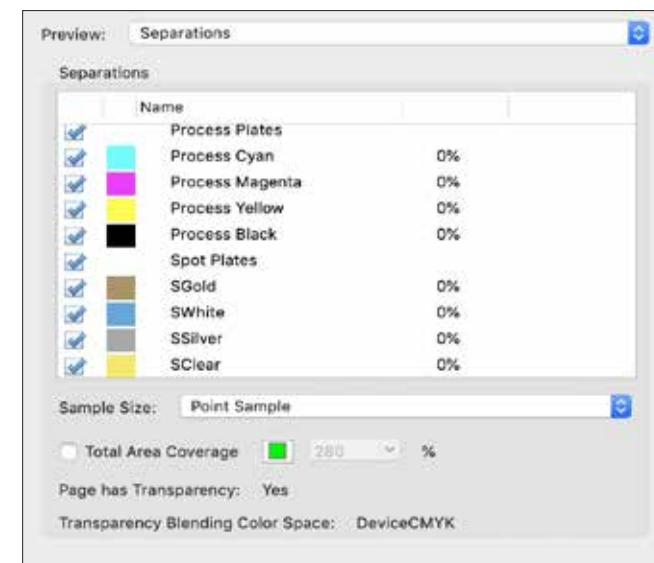 Preview: Separations
Separations
Name
Process Plates
Process Cyan 0%
Process Magenta 0%
Process Yellow 0%
Process Black 0%
Spot Plates
SGold 0%
SWhite 0%
SSilver 0%
SClear 0%
Sample Size: Point Sample
Total Area Coverage 280 %
Page has Transparency: Yes
Transparency Blending Color Space: DeviceCMYK